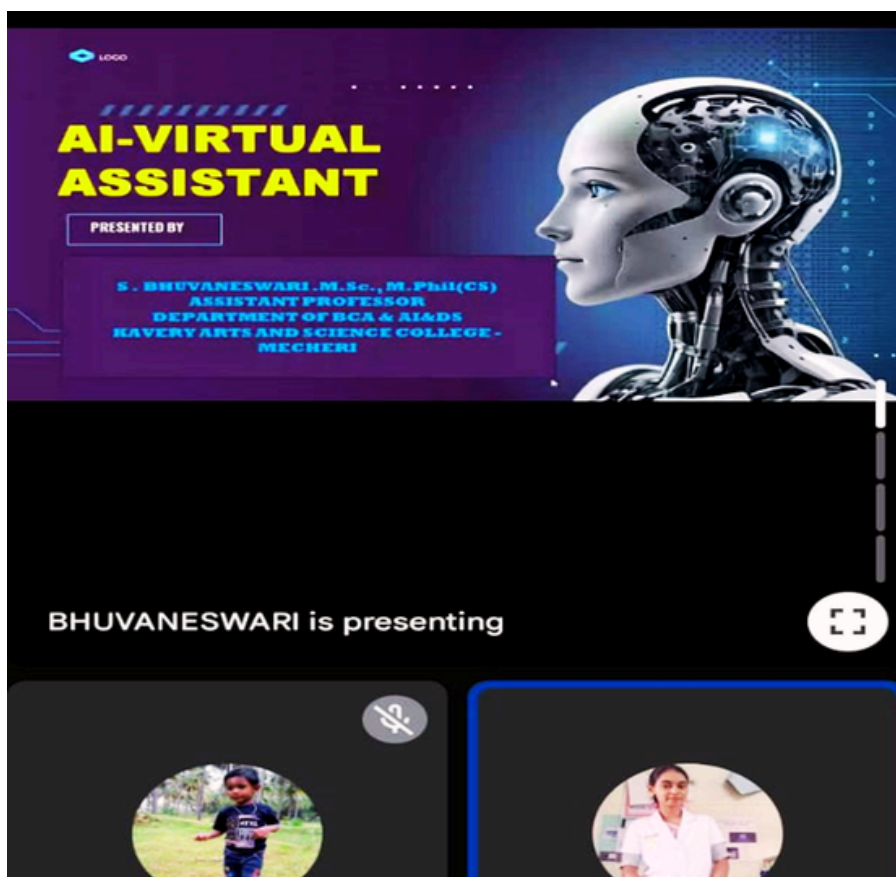 LOGO
AI-VIRTUAL
ASSISTANT
PRESENTED BY
S . BHUVANESWARI .M.Sc., M.Phil(CS)
ASSISTANT PROFESSOR
DEPARTMENT OF BCA & AI&DS
KAVERY ARTS AND SCIENCE COLLEGE -
MECHERI
BHUVANESWARI is presenting